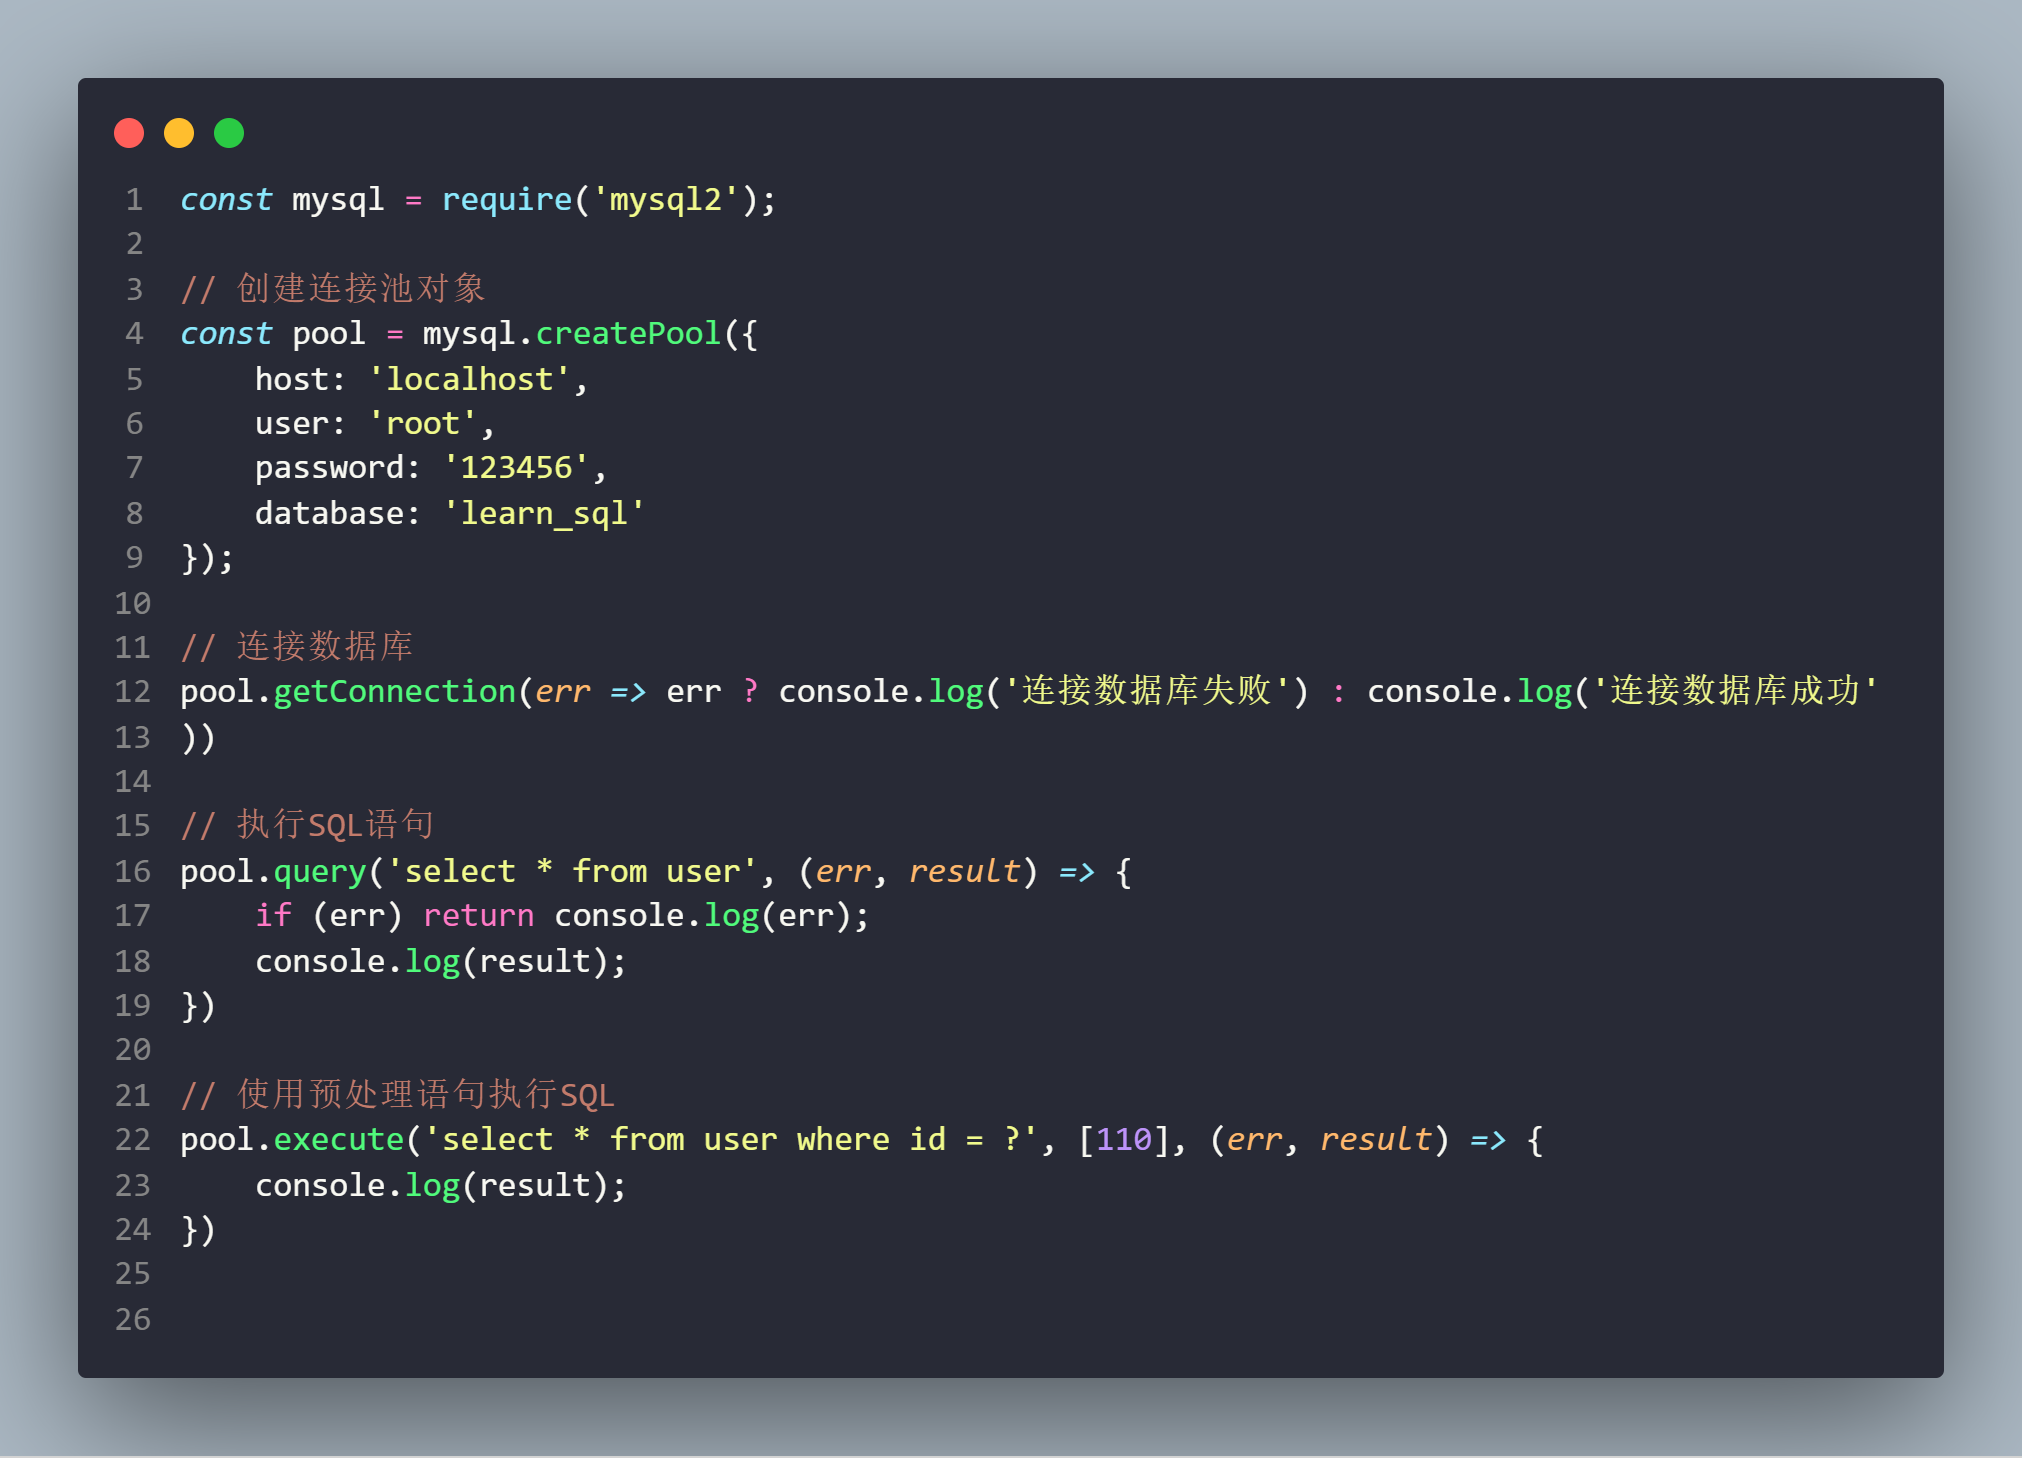 1 const mysql = require('mysql2');
2
3 // 创建连接池对象
4 const pool = mysql.createPool({
5     host: 'localhost',
6     user: 'root',
7     password: '123456',
8     database: 'learn_sql'
9 });
10
11 // 连接数据库
12 pool.getConnection(err => err ? console.log('连接数据库失败') : console.log('连接数据库成功'
13 ))
14
15 // 执行SQL语句
16 pool.query('select * from user', (err, result) => {
17     if (err) return console.log(err);
18     console.log(result);
19 })
20
21 // 使用预处理语句执行SQL
22 pool.execute('select * from user where id = ?', [110], (err, result) => {
23     console.log(result);
24 })
25
26